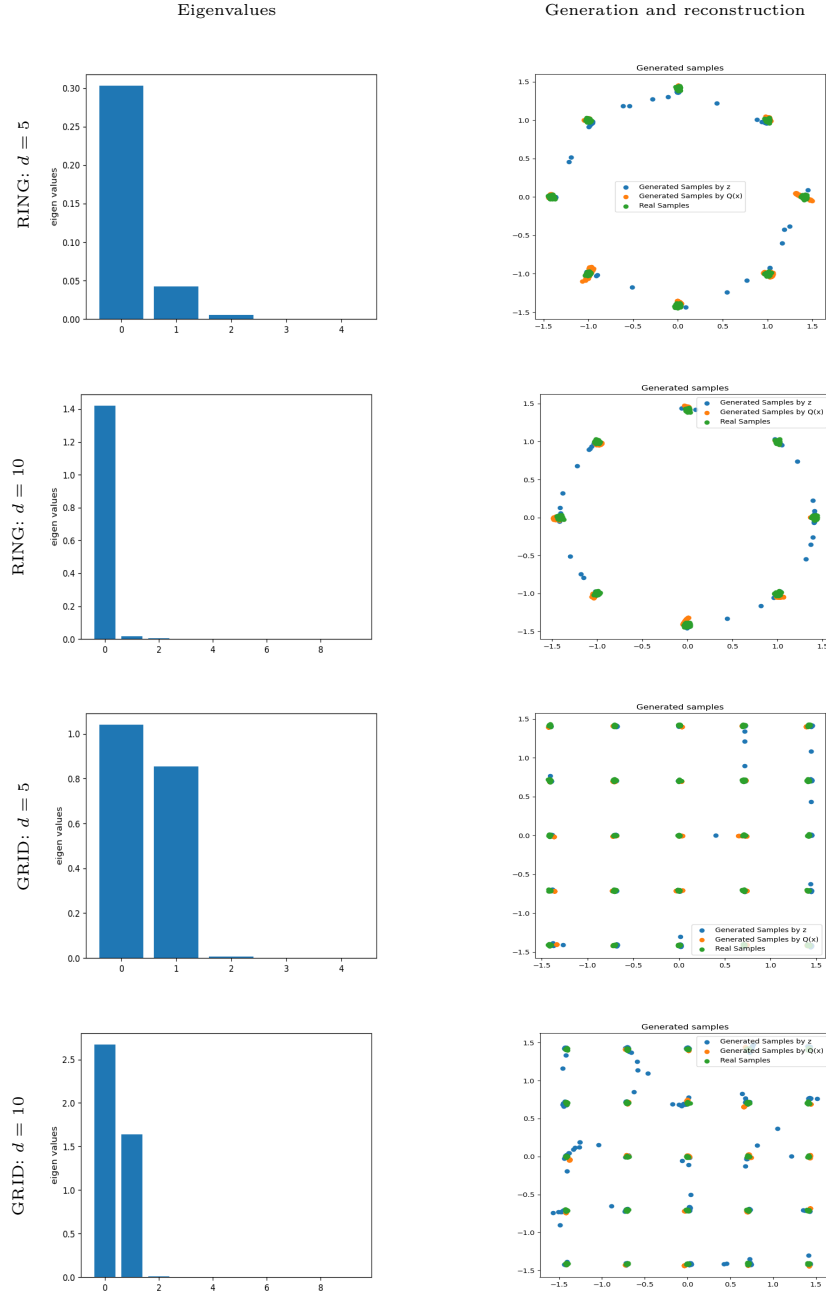 Eigenvalues
Generation and reconstruction
RING: d = 5
eigen values
0.30
0.25
0.20
0.15
0.10
0.05
0.00
0 1 2 3 4
Generated samples
1.5
1.0
0.5
0.0
−0.5
−1.0
−1.5
Generated Samples by z
Generated Samples by Q(x)
Real Samples
−1.5 −1.0 −0.5 0.0 0.5 1.0 1.5
RING: d = 10
eigen values
1.4
1.2
1.0
0.8
0.6
0.4
0.2
0.0
0 2 4 6 8
Generated samples
1.5
1.0
0.5
0.0
−0.5
−1.0
−1.5
Generated Samples by z
Generated Samples by Q(x)
Real Samples
−1.5 −1.0 −0.5 0.0 0.5 1.0 1.5
GRID: d = 5
eigen values
1.0
0.8
0.6
0.4
0.2
0.0
0 1 2 3 4
Generated samples
1.5
1.0
0.5
0.0
−0.5
−1.0
−1.5
Generated Samples by z
Generated Samples by Q(x)
Real Samples
−1.5 −1.0 −0.5 0.0 0.5 1.0 1.5
GRID: d = 10
eigen values
2.5
2.0
1.5
1.0
0.5
0.0
0 2 4 6 8
Generated samples
1.5
1.0
0.5
0.0
−0.5
−1.0
−1.5
Generated Samples by z
Generated Samples by Q(x)
Real Samples
−1.5 −1.0 −0.5 0.0 0.5 1.0 1.5